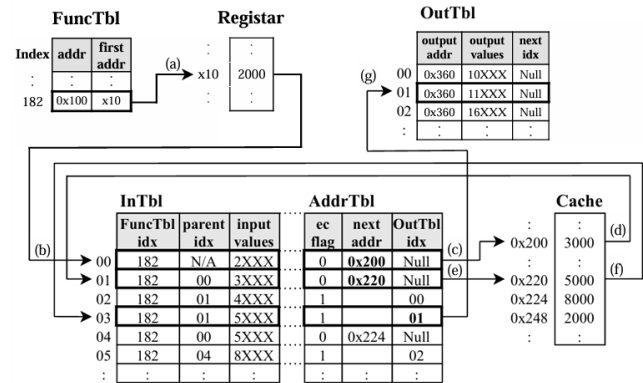 FuncTbl
Registar
OutTbl
Index addr first addr
: : :
182 0x100 x10
(a)
: :
x10 2000
: :
(g)
output addr output values next idx
00 0x360 10XXX Null
01 0x360 11XXX Null
02 0x360 16XXX Null
: : : :
InTbl
AddrTbl
Cache
FuncTbl idx parent idx input values ec flag next addr OutTbl idx
(b)
00 182 N/A 2XXX 0 0x200 Null
01 182 00 3XXX 0 0x220 Null
02 182 01 4XXX 1 00
03 182 01 5XXX 1 01
04 182 00 5XXX 0 0x224 Null
05 182 04 8XXX 1 02
: : : : : : :
(c)
(e)
: :
0x200 3000
: :
0x220 5000
0x224 8000
0x248 2000
: :
(d)
(f)